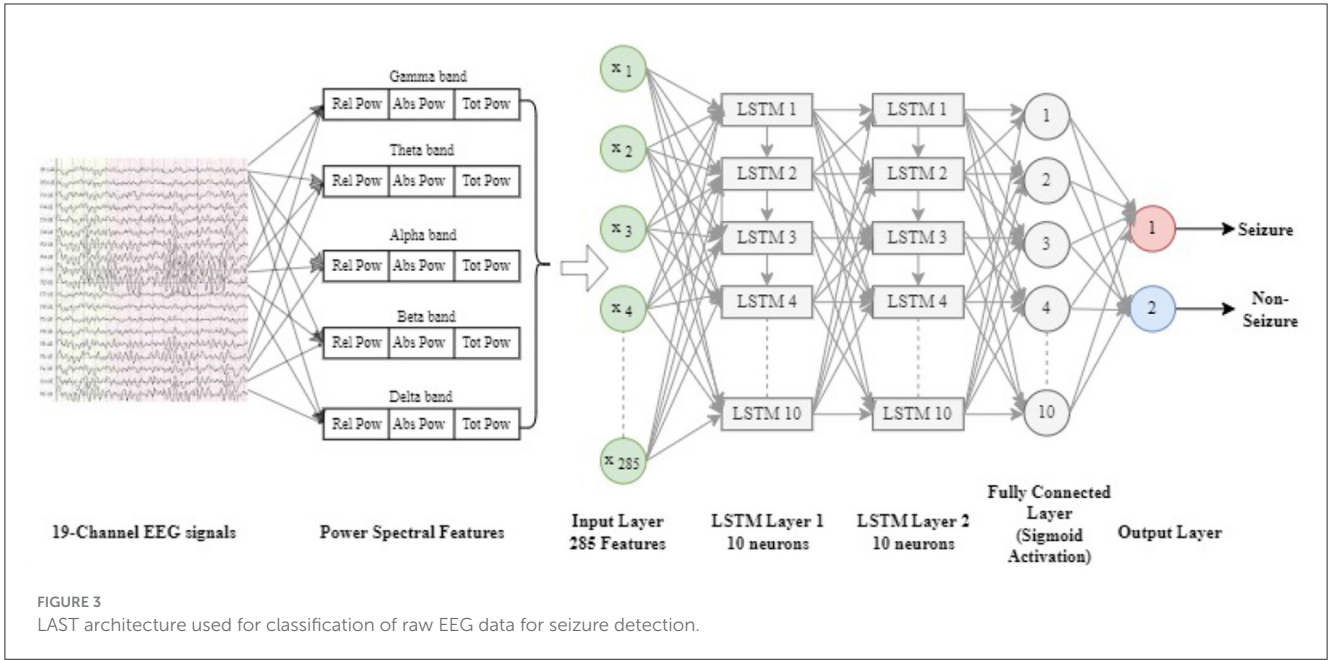 Gamma band
Rel Pow Abs Pow Tot Pow
Theta band
Rel Pow Abs Pow Tot Pow
Alpha band
Rel Pow Abs Pow Tot Pow
Beta band
Rel Pow Abs Pow Tot Pow
Delta band
Rel Pow Abs Pow Tot Pow
x 1
x 2
x 3
x 4
x 285
LSTM 1
LSTM 2
LSTM 3
LSTM 4
LSTM 10
LSTM 1
LSTM 2
LSTM 3
LSTM 4
LSTM 10
1
2
3
4
10
1
2
Seizure
Non-
Seizure
19-Channel EEG signals
Power Spectral Features
Input Layer
285 Features
LSTM Layer 1
10 neurons
LSTM Layer 2
10 neurons
Fully Connected
Layer
(Sigmoid
Activation)
Output Layer
FIGURE 3
LAST architecture used for classification of raw EEG data for seizure detection.